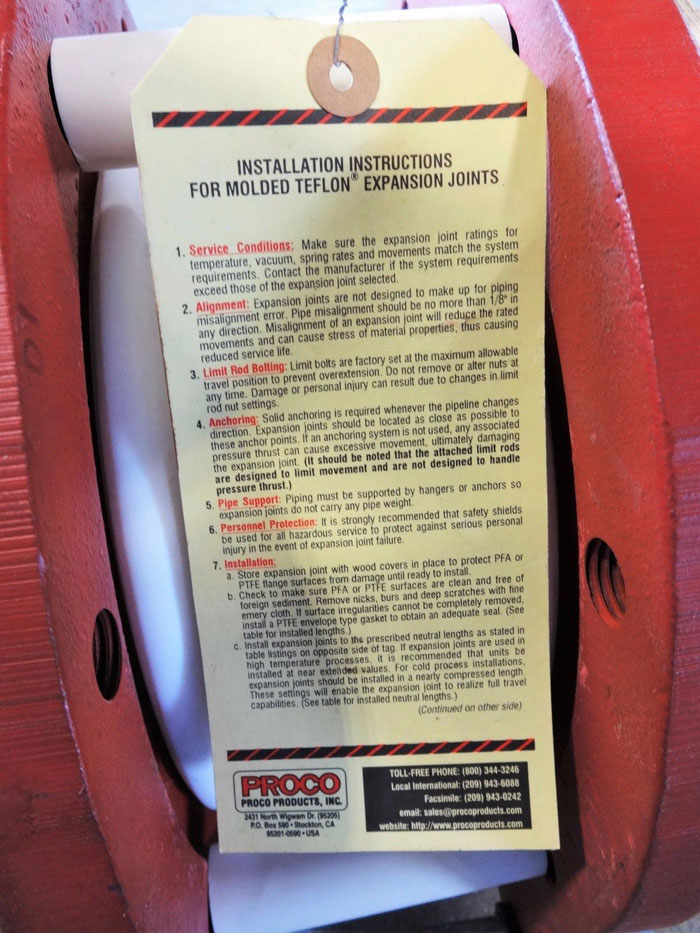 INSTALLATION INSTRUCTIONS
FOR MOLDED TEFLON® EXPANSION JOINTS
1. Service Conditions: Make sure the expansion joint ratings for
temperature, vacuum, spring rates and movements match the system
requirements. Contact the manufacturer if the system requirements
exceed those of the expansion joint selected.
2. Alignment: Expansion joints are not designed to make up for piping
misalignment error. Pipe misalignment should be no more than 1/8" in
any direction. Misalignment of an expansion joint will reduce the rated
movements and can cause stress of material properties, thus causing
reduced service life.
3. Limit Rod Bolting: Limit bolts are factory set at the maximum allowable
travel position to prevent overextension. Do not remove or alter nuts at
any time. Damage or personal injury can result due to changes in limit
rod nut settings.
4. Anchoring: Solid anchoring is required whenever the pipeline changes
direction. Expansion joints should be located as close as possible to
these anchor points. If an anchoring system is not used, any associated
pressure thrust can cause excessive movement, ultimately damaging
the expansion joint. (It should be noted that the attached limit rods
are designed to limit movement and are not designed to handle
pressure thrust.)
5. Pipe Support: Piping must be supported by hangers or anchors so
expansion joints do not carry any pipe weight.
6. Personnel Protection: It is strongly recommended that safety shields
be used for all hazardous service to protect against serious personal
injury in the event of expansion joint failure.
7. Installation:
a. Store expansion joint with wood covers in place to protect PFA or
PTFE flange surfaces from damage until ready to install.
b. Check to make sure PFA or PTFE surfaces are clean and free of
foreign sediment. Remove nicks, burs and deep scratches with fine
emery cloth. If surface irregularities cannot be completely removed,
install a PTFE envelope type gasket to obtain an adequate seal. (See
table for installed lengths.)
c. Install expansion joints to the prescribed neutral lengths as stated in
table listings on opposite side of tag. If expansion joints are used in
high temperature processes, it is recommended that units be
installed at near extended values. For cold process installations,
expansion joints should be installed in a nearly compressed length.
These settings will enable the expansion joint to realize full travel
capabilities. (See table for installed neutral lengths.)
(Continued on other side)
PROCO
PROCO PRODUCTS, INC.
2431 North Wigwam Dr. (95205)
P.O. Box 590 • Stockton, CA
95201-0590 • USA
TOLL-FREE PHONE: (800) 344-3246
Local International: (209) 943-6088
Facsimile: (209) 943-0242
email: sales@procoproducts.com
website: http://www.procoproducts.com